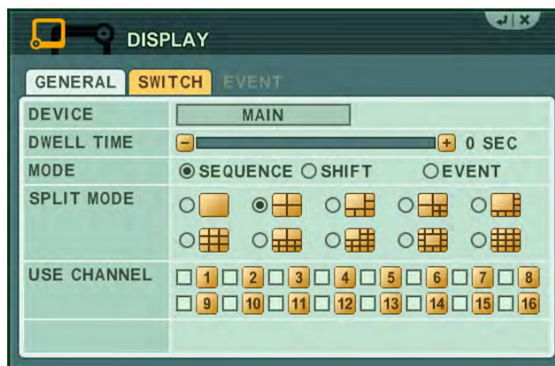 DISPLAY
GENERAL SWITCH EVENT
DEVICE MAIN
DWELL TIME - + 0 SEC
MODE SEQUENCE SHIFT EVENT
SPLIT MODE
USE CHANNEL 1 2 3 4 5 6 7 8
9 10 11 12 13 14 15 16